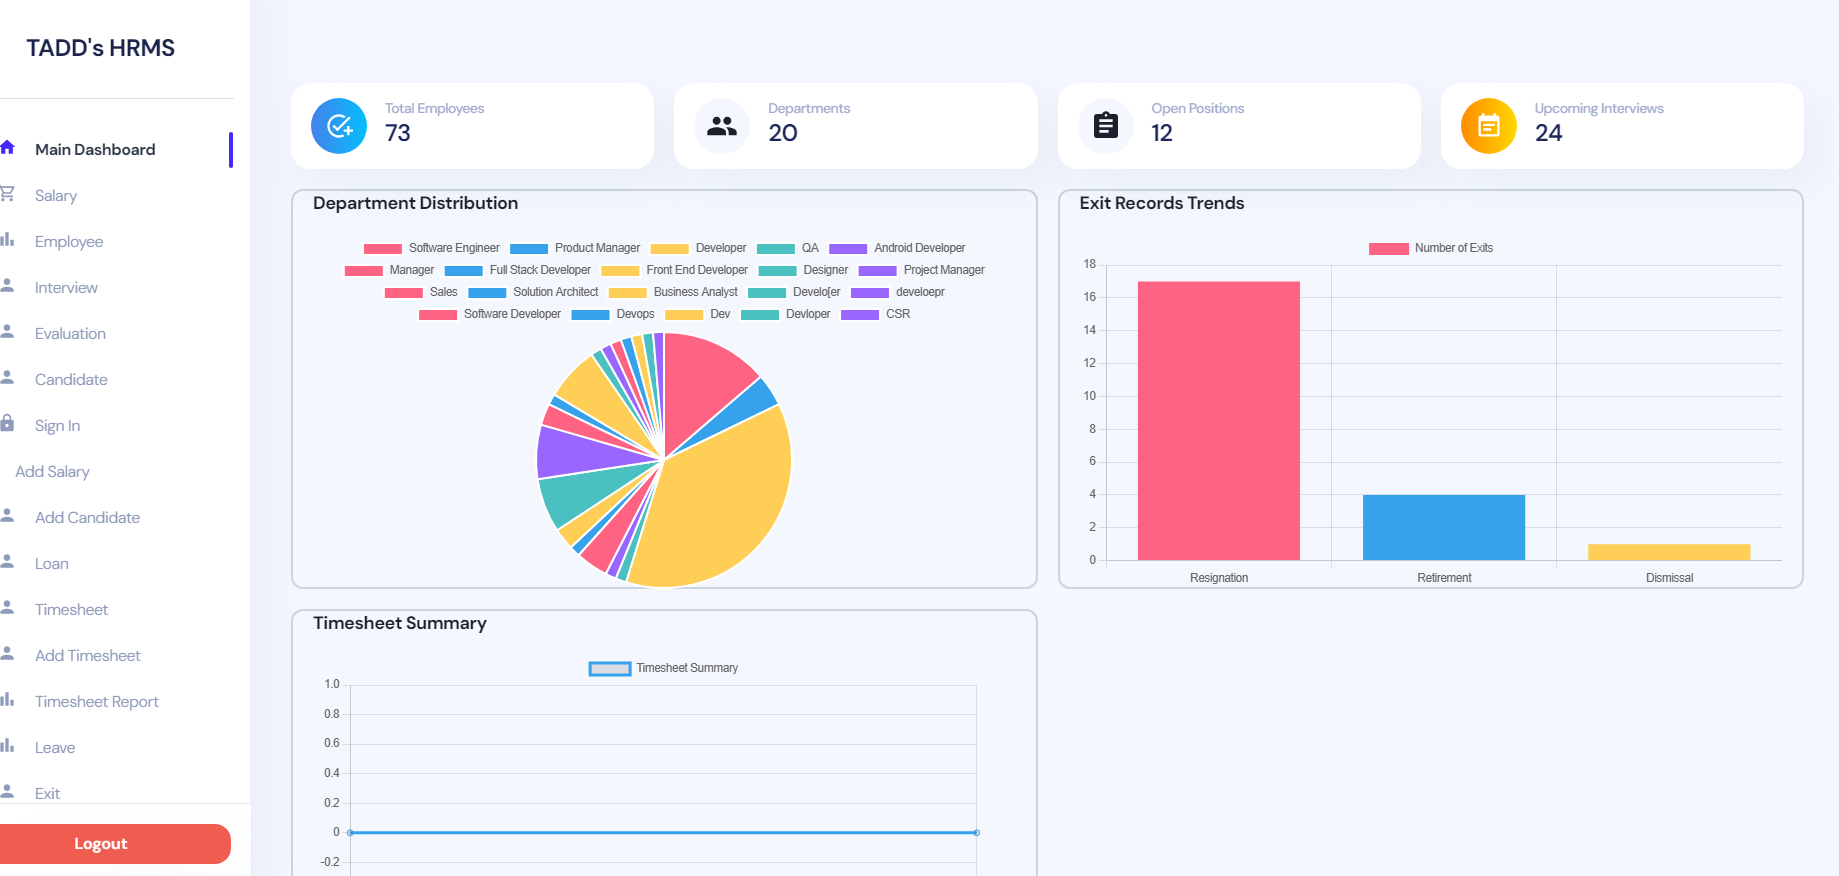 TADD's HRMS
Main Dashboard
Salary
Employee
Interview
Evaluation
Candidate
Sign In
Add Salary
Add Candidate
Loan
Timesheet
Add Timesheet
Timesheet Report
Leave
Exit
Logout
Total Employees
73
Departments
20
Open Positions
12
Upcoming Interviews
24
Department Distribution
Software Engineer Product Manager Developer QA Android Developer
Manager Full Stack Developer Front End Developer Designer Project Manager
Sales Solution Architect Business Analyst Develo[er develoepr
Software Developer Devops Dev Devloper CSR
Exit Records Trends
Number of Exits
18
16
14
12
10
8
6
4
2
0
Resignation Retirement Dismissal
Timesheet Summary
Timesheet Summary
1.0
0.8
0.6
0.4
0.2
0
-0.2